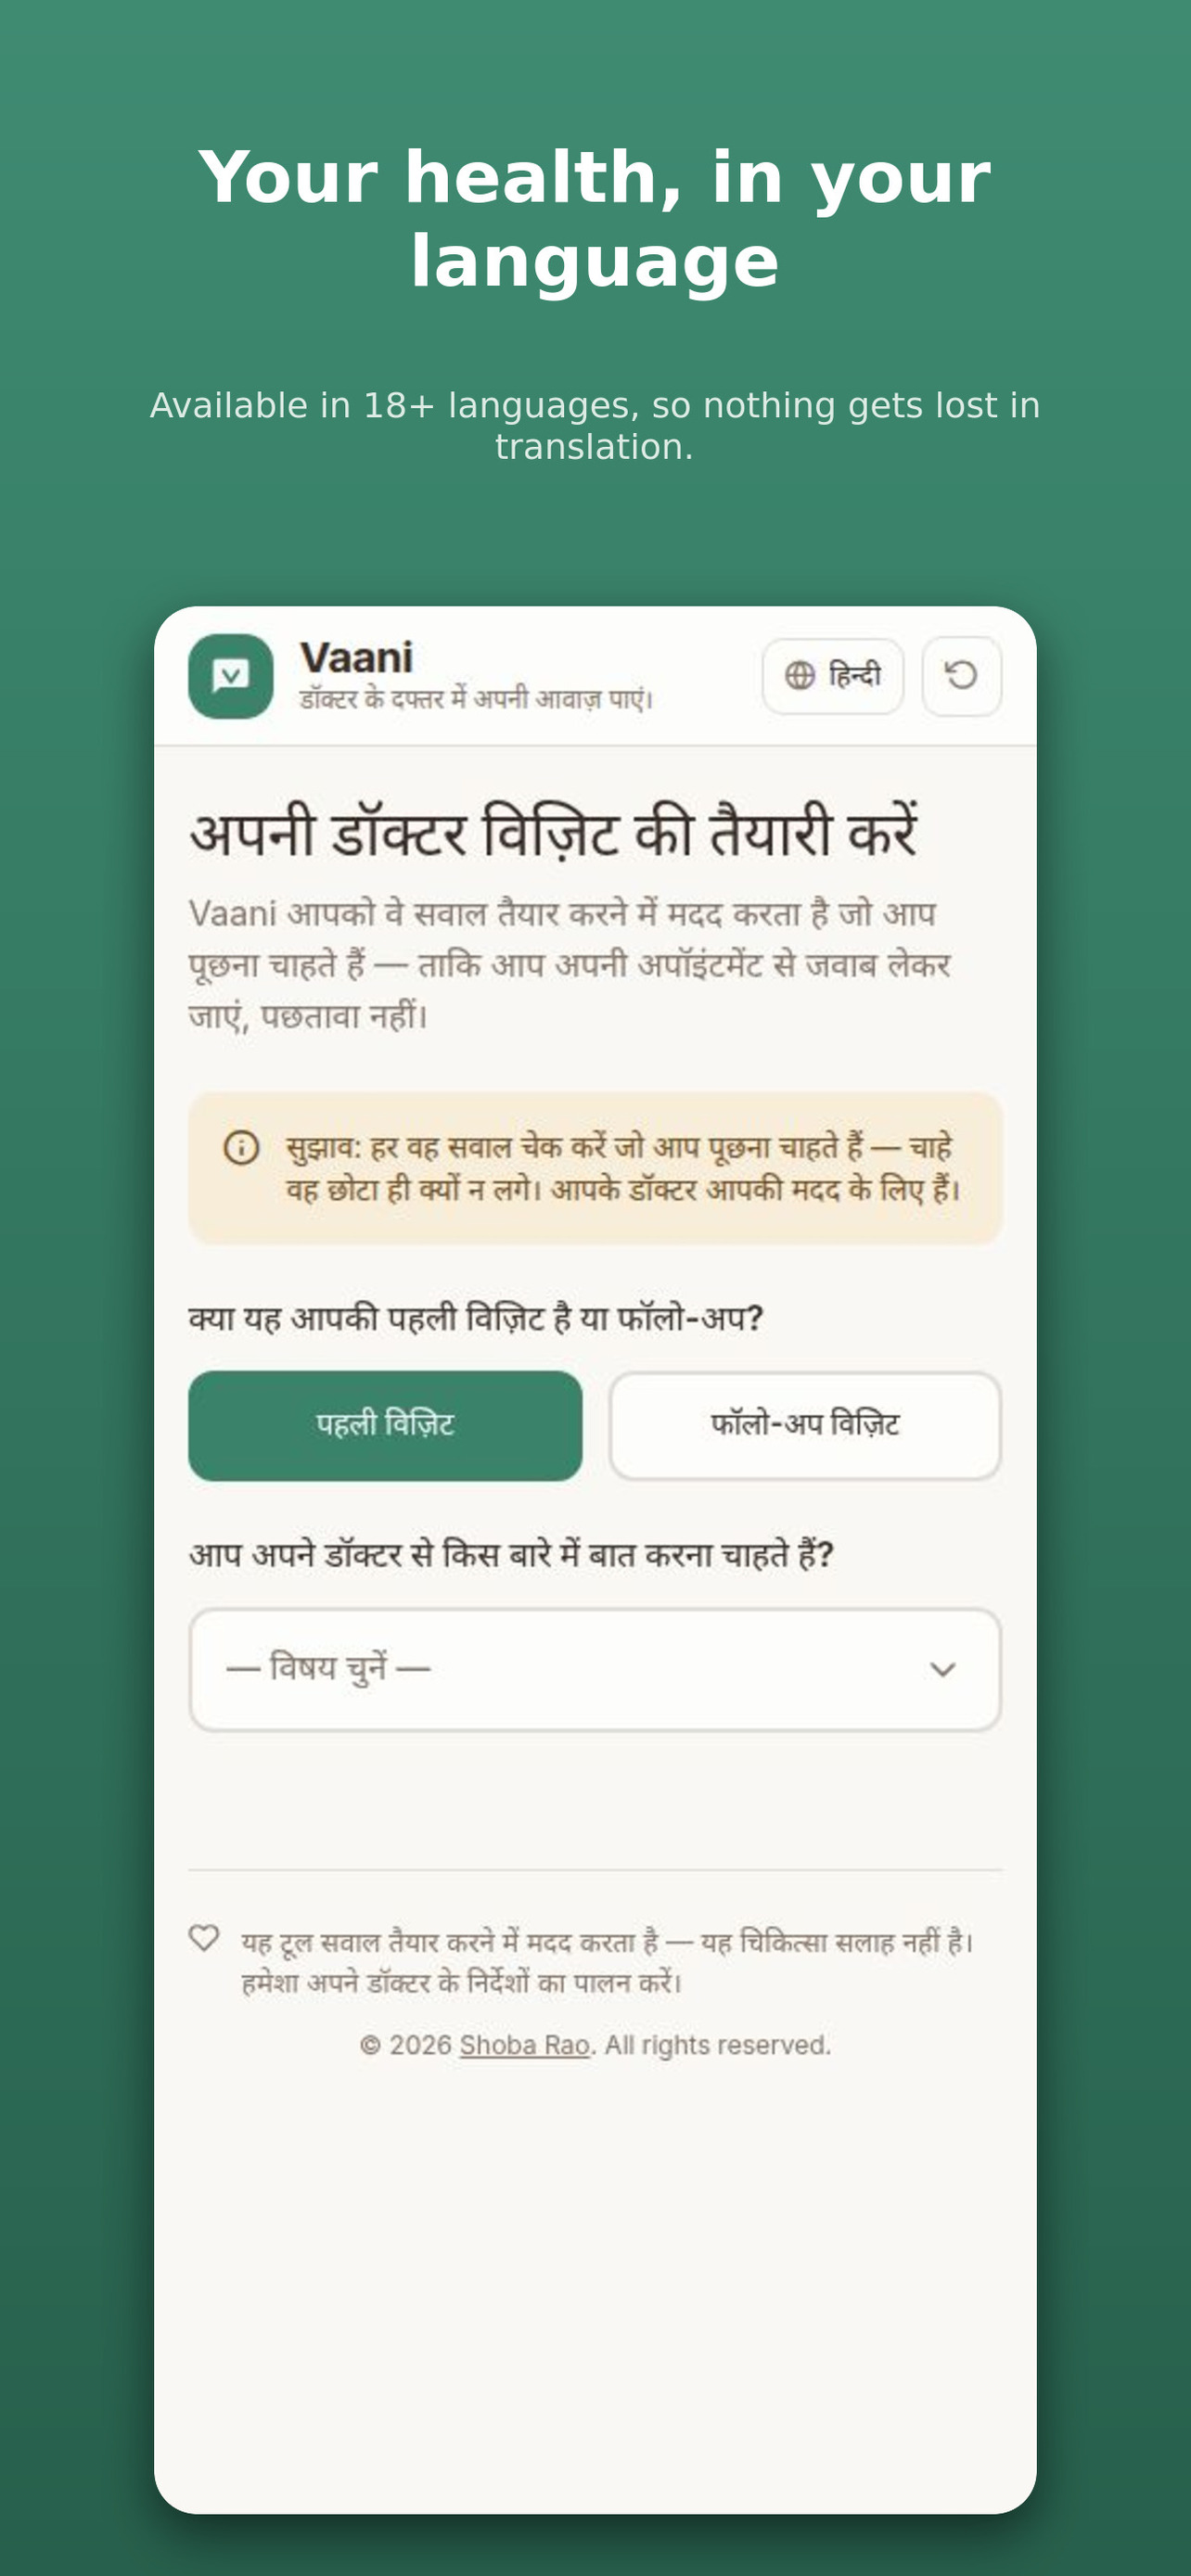 Your health, in your
language
Available in 18+ languages, so nothing gets lost in
translation.
Vaani
डॉक्टर के दफ्तर में अपनी आवाज़ पाएं।
हिन्दी
अपनी डॉक्टर विज़िट की तैयारी करें
Vaani आपको वे सवाल तैयार करने में मदद करता है जो आप
पूछना चाहते हैं — ताकि आप अपनी अपॉइंटमेंट से जवाब लेकर
जाएं, पछतावा नहीं।
सुझाव: हर वह सवाल चेक करें जो आप पूछना चाहते हैं — चाहे
वह छोटा ही क्यों न लगे। आपके डॉक्टर आपकी मदद के लिए हैं।
क्या यह आपकी पहली विज़िट है या फॉलो-अप?
पहली विज़िट
फॉलो-अप विज़िट
आप अपने डॉक्टर से किस बारे में बात करना चाहते हैं?
— विषय चुनें —
यह टूल सवाल तैयार करने में मदद करता है — यह चिकित्सा सलाह नहीं है।
हमेशा अपने डॉक्टर के निर्देशों का पालन करें।
© 2026 Shoba Rao. All rights reserved.